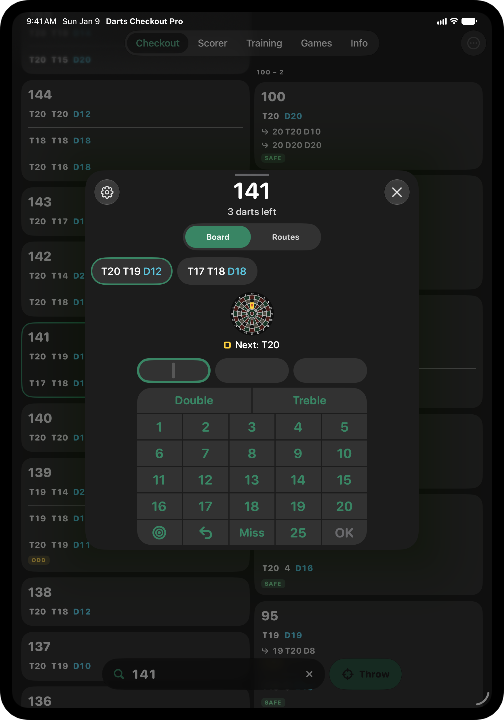 9:41 AM Sun Jan 9 Darts Checkout Pro
Checkout Scorer Training Games Info
T20 T15 D20
144
T20 T20 D12
T18 T18 D18
T20 T16 D18
143
T20 T17
142
T20 T14
T20 T18
141
T20 T19
T17 T18
140
T20 T20
139
T19 T14
T19 T18
T20 T19 D11
ODD
138
T20 T18 D12
137
T20 T19 D10
136
100 – 2
100
T20 D20
↪ 20 T20 D10
↪ 20 D20 D20
SAFE
T20 4 D16
SAFE
95
T19 D19
↪ 19 T20 D8
141
3 darts left
Board Routes
T20 T19 D12 T17 T18 D18
Next: T20
Double Treble
1 2 3 4 5
6 7 8 9 10
11 12 13 14 15
16 17 18 19 20
Miss 25 OK
141
Throw